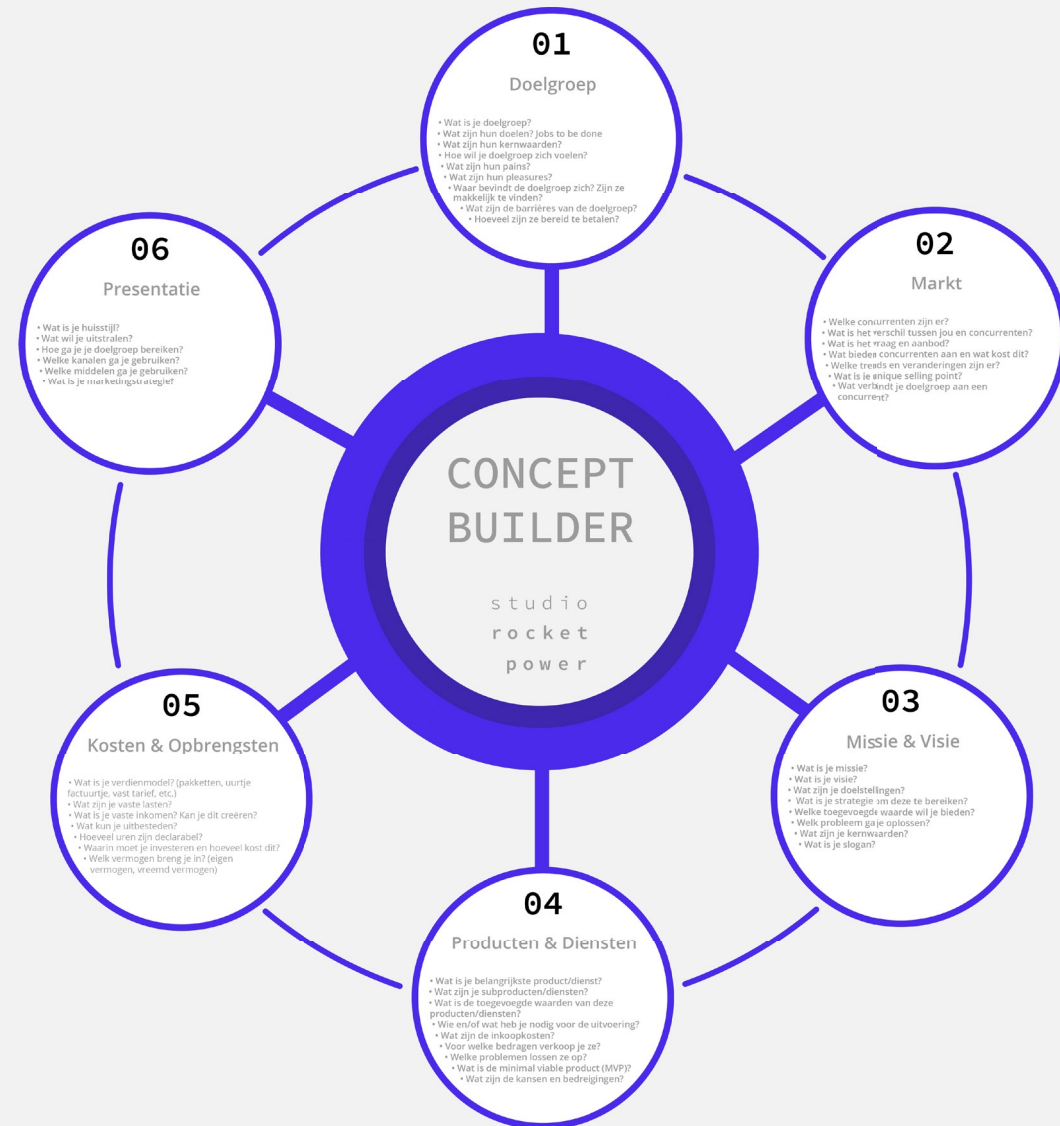 01
Doelgroep
• Wat is je doelgroep?
• Wat zijn hun doelen? Jobs to be done
• Wat zijn hun kernwaarden?
• Hoe wil je doelgroep zich voelen?
• Wat zijn hun pains?
• Wat zijn hun pleasures?
• Waar bevindt de doelgroep zich? Zijn ze
makkelijk te vinden?
• Wat zijn de barrières van de doelgroep?
• Hoeveel zijn ze bereid te betalen?
02
Markt
• Welke concurrenten zijn er?
• Wat is het verschil tussen jou en concurrenten?
• Wat is het vraag en aanbod?
• Wat bieden concurrenten aan en wat kost dit?
• Welke trends en veranderingen zijn er?
• Wat is je unique selling point?
• Wat verbindt je doelgroep aan een
concurrent?
03
Missie & Visie
• Wat is je missie?
• Wat is je visie?
• Wat zijn je doelstellingen?
• Wat is je strategie om deze te bereiken?
• Welke toegevoegde waarde wil je bieden?
• Welk probleem ga je oplossen?
• Wat zijn je kernwaarden?
• Wat is je slogan?
04
Producten & Diensten
• Wat is je belangrijkste product/dienst?
• Wat zijn je subproducten/diensten?
• Wat is de toegevoegde waarden van deze
producten/diensten?
• Wie en/of wat heb je nodig voor de uitvoering?
• Wat zijn de inkoopkosten?
• Voor welke bedragen verkoop je ze?
• Welke problemen lossen ze op?
• Wat is de minimal viable product (MVP)?
• Wat zijn de kansen en bedreigingen?
05
Kosten & Opbrengsten
• Wat is je verdienmodel? (pakketten, uurtje
factuurtje, vast tarief, etc.)
• Wat zijn je vaste lasten?
• Wat is je vaste inkomen? Kan je dit creëren?
• Wat kun je uitbesteden?
• Hoeveel uren zijn declarabel?
• Waarin moet je investeren en hoeveel kost dit?
• Welk vermogen breng je in? (eigen
vermogen, vreemd vermogen)
06
Presentatie
• Wat is je huisstijl?
• Wat wil je uitstralen?
• Hoe ga je je doelgroep bereiken?
• Welke kanalen ga je gebruiken?
• Welke middelen ga je gebruiken?
• Wat is je marketingstrategie?
CONCEPT
BUILDER
studio
rocket
power